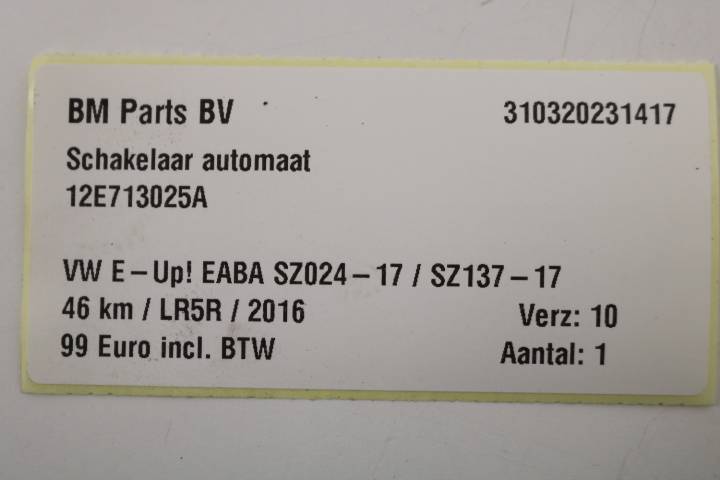 BM Parts BV 310320231417
Schakelaar automaat
12E713025A
VW E-Up! EABA SZ024-17 / SZ137-17
46 km / LR5R / 2016 Verz: 10
99 Euro incl. BTW Aantal: 1